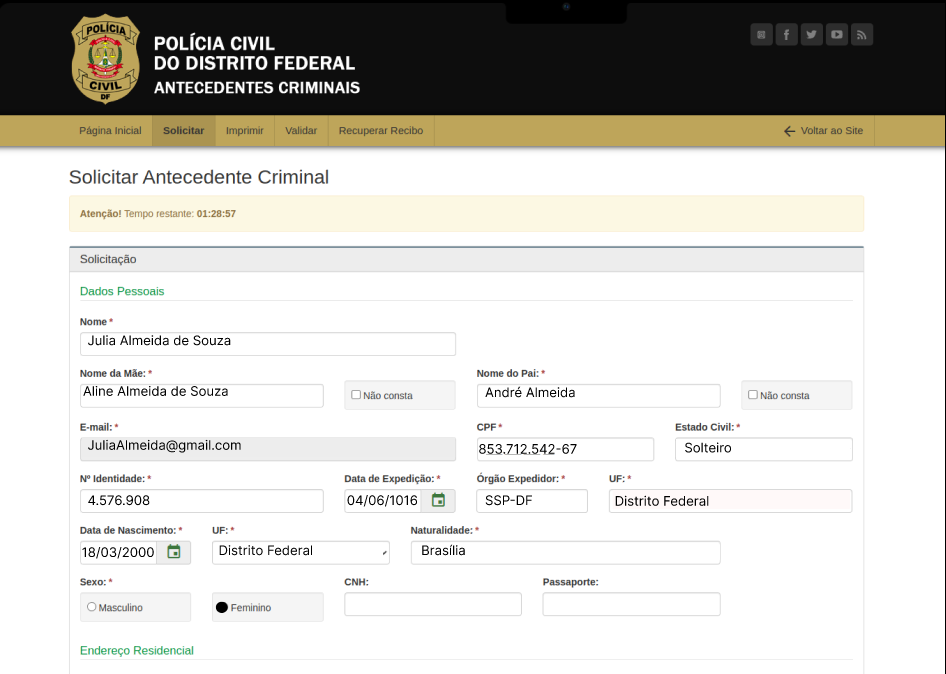 POLÍCIA
CIVIL
DF
POLÍCIA CIVIL
DO DISTRITO FEDERAL
ANTECEDENTES CRIMINAIS
Página Inicial Solicitar Imprimir Validar Recuperar Recibo Voltar ao Site
Solicitar Antecedente Criminal
Atenção! Tempo restante: 01:28:57
Solicitação
Dados Pessoais
Nome *
Julia Almeida de Souza
Nome da Mãe: * Nome do Pai: *
Aline Almeida de Souza Não consta André Almeida Não consta
E-mail: * CPF * Estado Civil: *
JuliaAlmeida@gmail.com 853.712.542-67 Solteiro
Nº Identidade: * Data de Expedição: * Órgão Expedidor: * UF: *
4.576.908 04/06/1016 SSP-DF Distrito Federal
Data de Nascimento: * UF: * Naturalidade: *
18/03/2000 Distrito Federal Brasília
Sexo: * CNH: Passaporte:
Masculino Feminino
Endereço Residencial